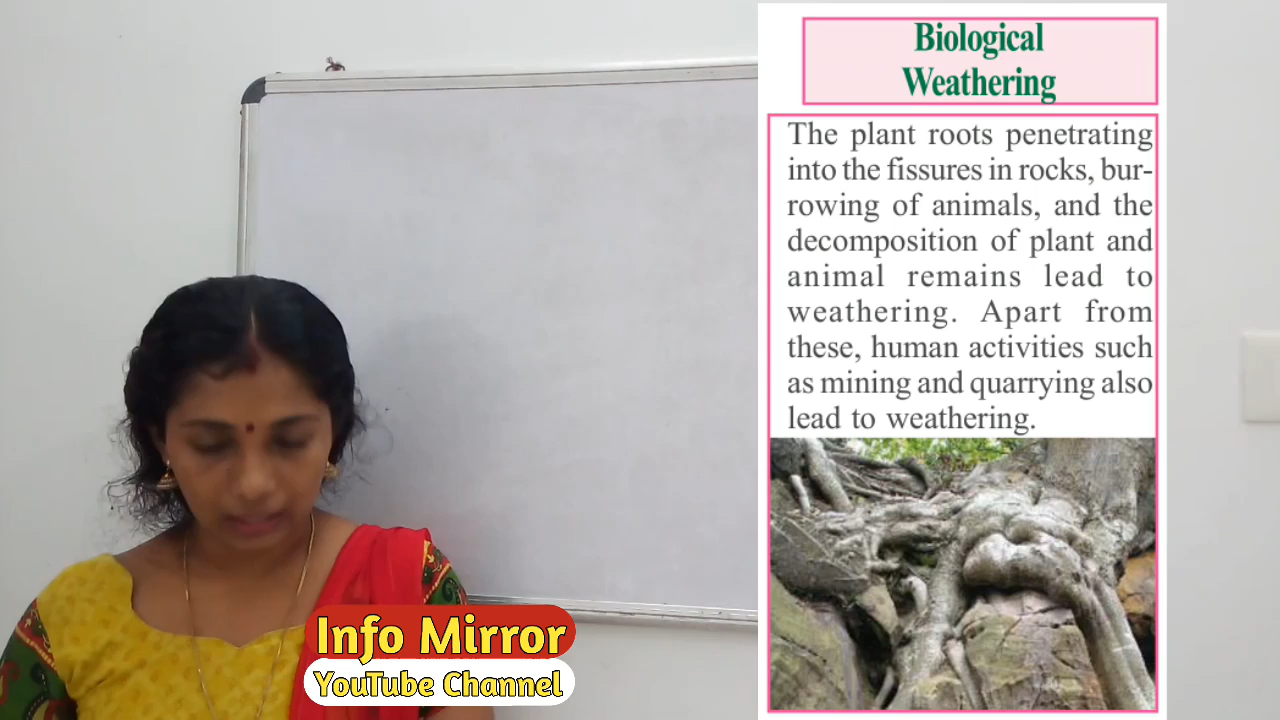 Biological
Weathering
The plant roots penetrating
into the fissures in rocks, bur-
rowing of animals, and the
decomposition of plant and
animal remains lead to
weathering. Apart from
these, human activities such
as mining and quarrying also
lead to weathering.
Info Mirror
YouTube Channel